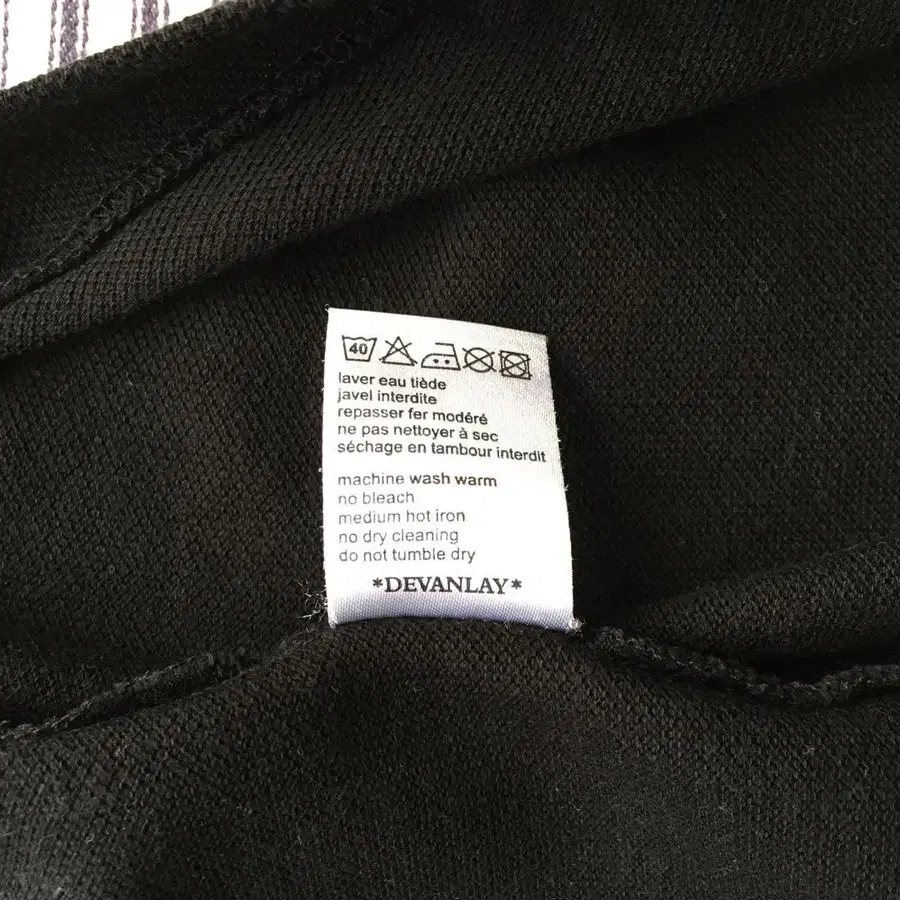 40
laver eau tiède
javel interdite
repasser fer modéré
ne pas nettoyer à sec
séchage en tambour interdit
machine wash warm
no bleach
medium hot iron
no dry cleaning
do not tumble dry
*DEVANLAY*